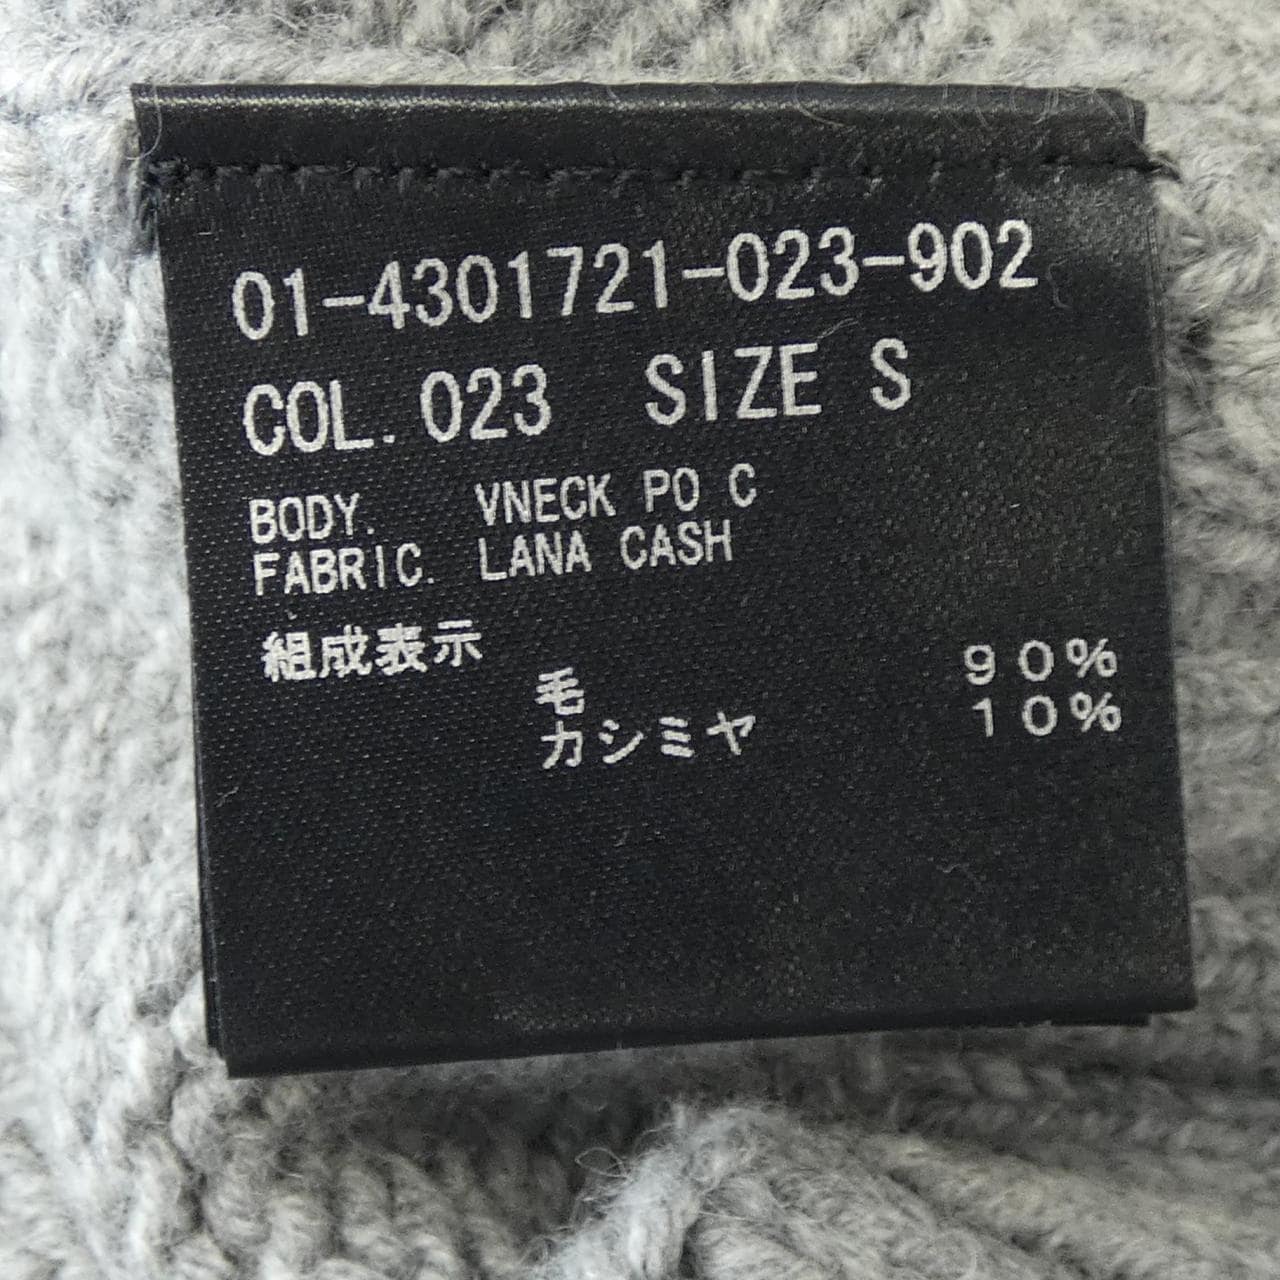 01-4301721-023-902
COL. 023 SIZE S
BODY. VNECK PO C
FABRIC. LANA CASH
組成表示
毛 90%
カシミヤ 10%